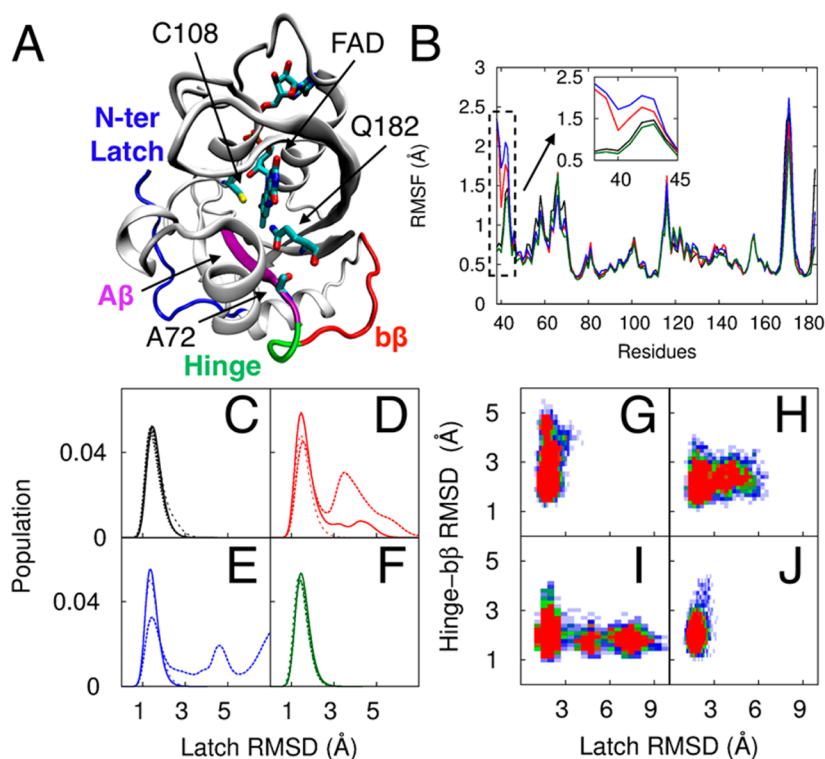 A
C108
FAD
N-ter
Latch
Q182
Aβ
A72
Hinge
bβ
B
RMSF (Å)
3
2.5
2
1.5
1
0.5
0
2.5
1.5
0.5
40
45
40 60 80 100 120 140 160 180
Residues
C
D
E
F
Population
0.04
0.04
0
1 3 5
1 3 5
Latch RMSD (Å)
G
H
I
J
Hinge-bβ RMSD (Å)
5
3
1
5
3
1
3 6 9
3 6 9
Latch RMSD (Å)